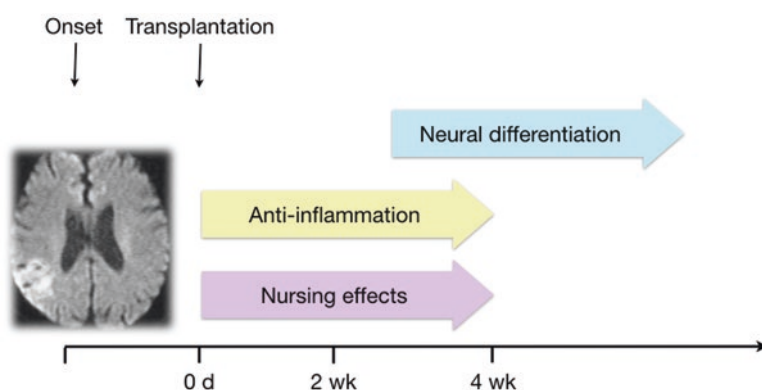 Onset Transplantation
Neural differentiation
Anti-inflammation
Nursing effects
0 d 2 wk 4 wk